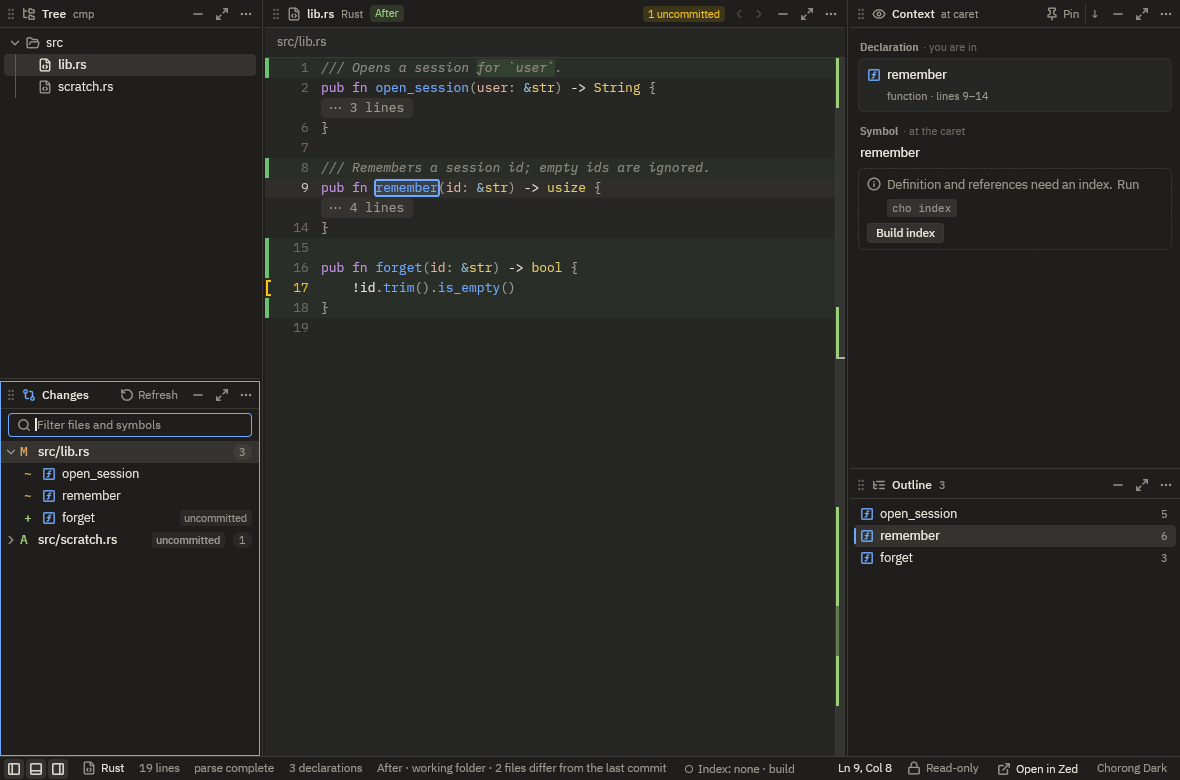 Tree cmp
src
lib.rs
scratch.rs
Changes Refresh
Filter files and symbols
M src/lib.rs 3
~ open_session
~ remember
+ forget uncommitted
A src/scratch.rs uncommitted 1
lib.rs Rust After 1 uncommitted
src/lib.rs
1 /// Opens a session for `user`.
2 pub fn open_session(user: &str) -> String {
··· 3 lines
6 }
7
8 /// Remembers a session id; empty ids are ignored.
9 pub fn remember(id: &str) -> usize {
··· 4 lines
14 }
15
16 pub fn forget(id: &str) -> bool {
17 !id.trim().is_empty()
18 }
19
Context at caret Pin ↓
Declaration · you are in
remember
function · lines 9–14
Symbol · at the caret
remember
Definition and references need an index. Run
cho index
Build index
Outline 3
open_session 5
remember 6
forget 3
Rust 19 lines parse complete 3 declarations After · working folder · 2 files differ from the last commit Index: none · build Ln 9, Col 8 Read-only Open in Zed Chorong Dark